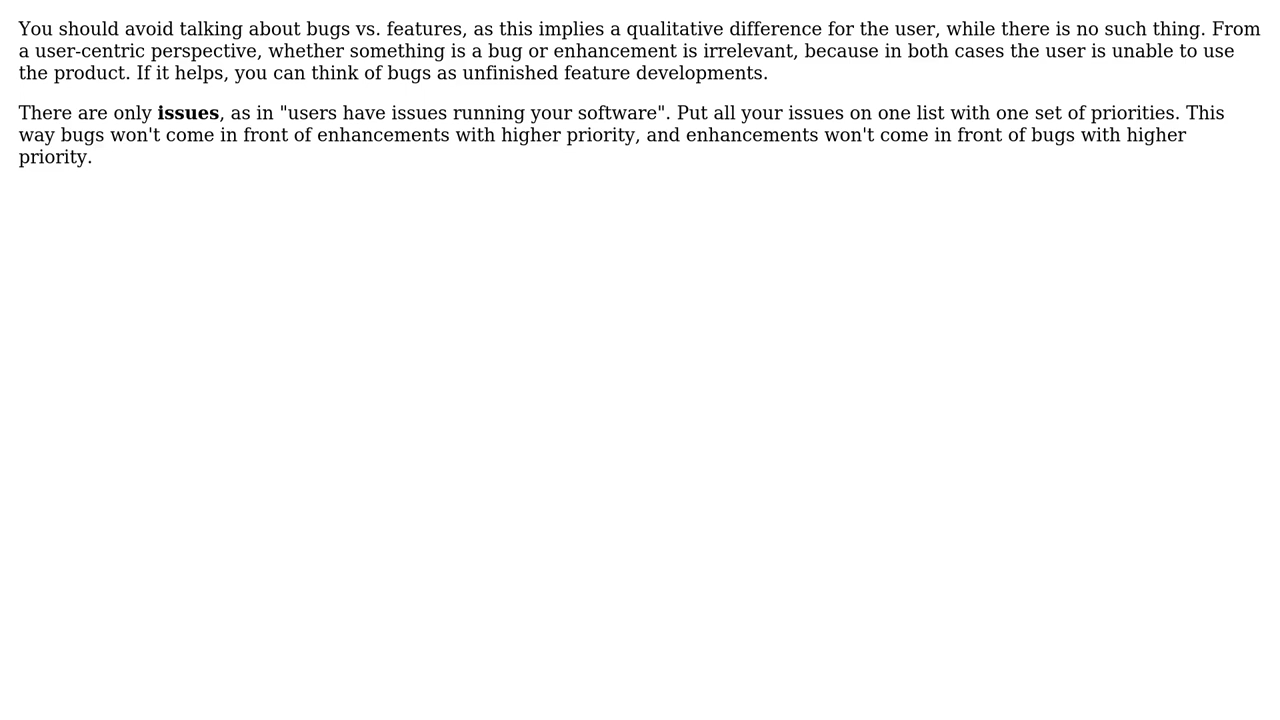 You should avoid talking about bugs vs. features, as this implies a qualitative difference for the user, while there is no such thing. From
a user-centric perspective, whether something is a bug or enhancement is irrelevant, because in both cases the user is unable to use
the product. If it helps, you can think of bugs as unfinished feature developments.
There are only issues, as in "users have issues running your software". Put all your issues on one list with one set of priorities. This
way bugs won't come in front of enhancements with higher priority, and enhancements won't come in front of bugs with higher
priority.